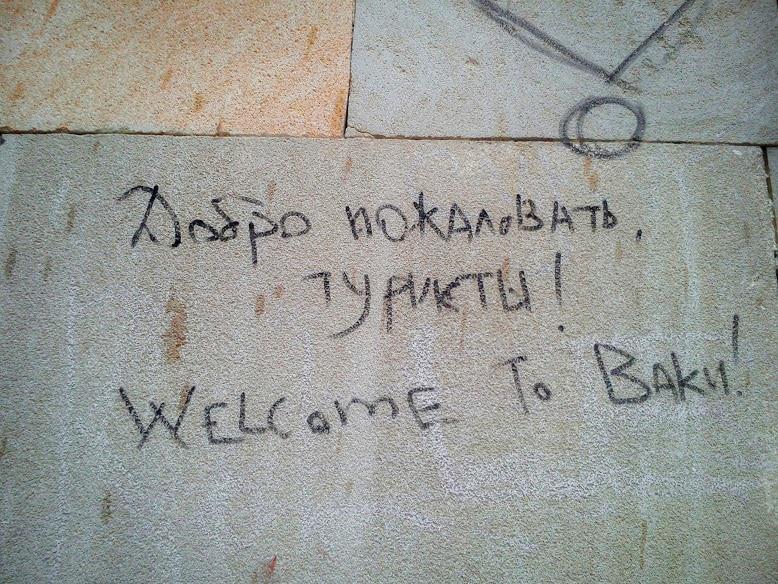 Добро пожаловать,
туристы!
WELCOME TO BAKU!